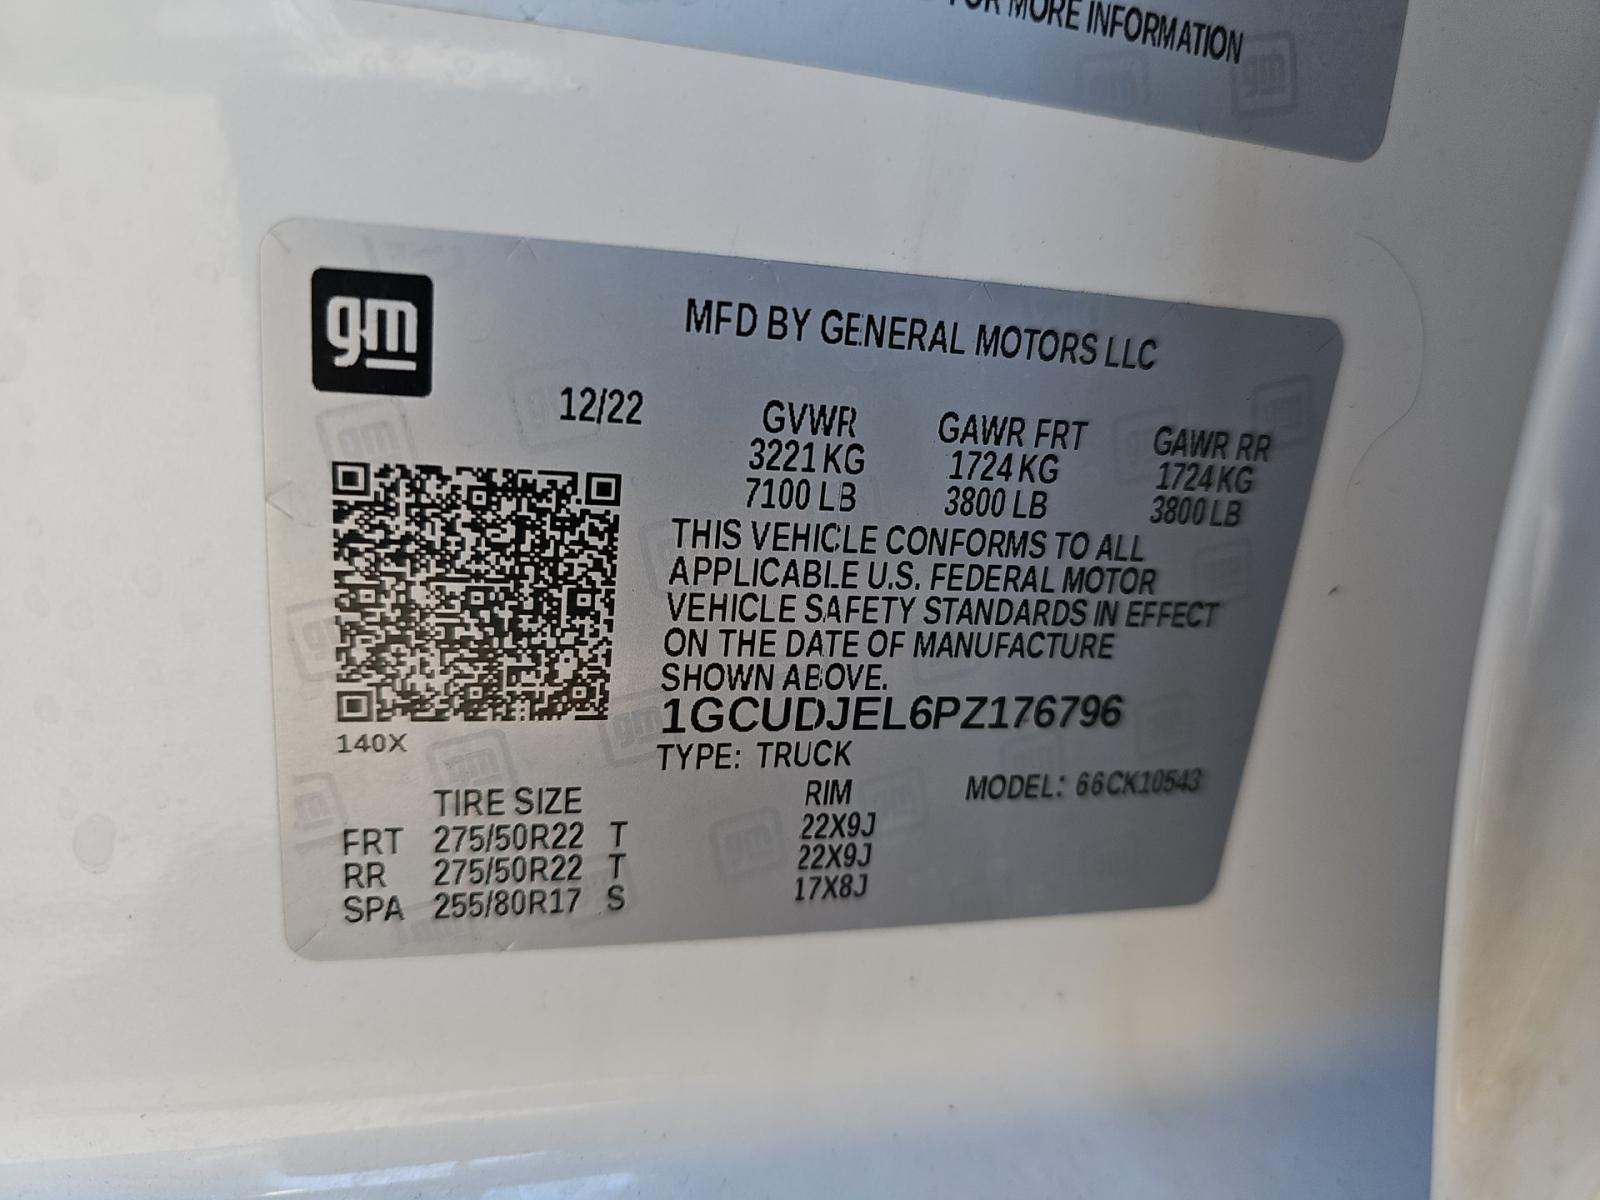 FOR MORE INFORMATION
gm
MFD BY GENERAL MOTORS LLC
12/22 GVWR GAWR FRT GAWR RR
3221 KG 1724 KG 1724 KG
7100 LB 3800 LB 3800 LB
THIS VEHICLE CONFORMS TO ALL
APPLICABLE U.S. FEDERAL MOTOR
VEHICLE SAFETY STANDARDS IN EFFECT
ON THE DATE OF MANUFACTURE
SHOWN ABOVE.
1GCUDJEL6PZ176796
140X
TYPE: TRUCK
TIRE SIZE RIM MODEL: 66CK10543
FRT 275/50R22 T 22X9J
RR 275/50R22 T 22X9J
SPA 255/80R17 S 17X8J